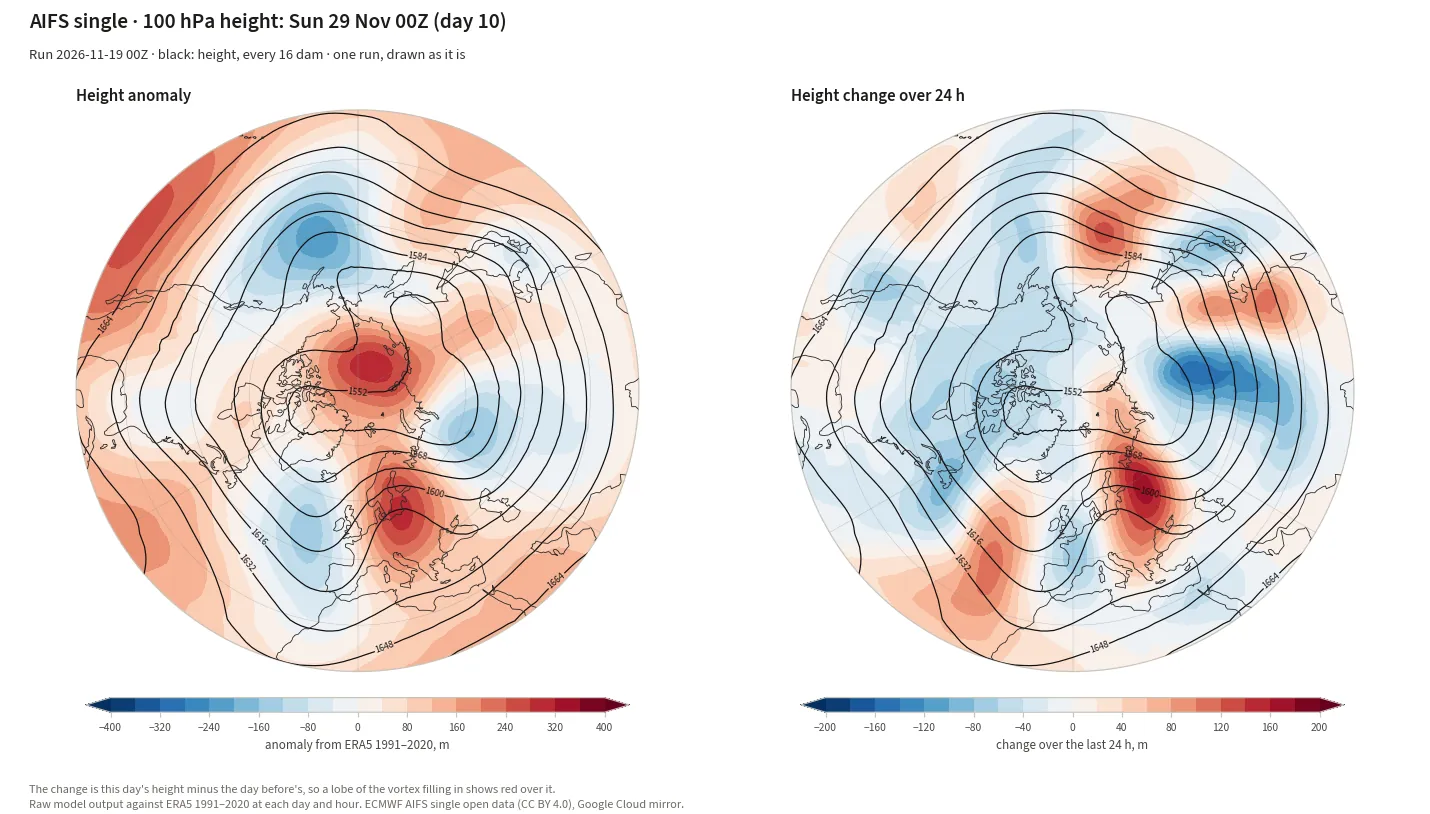 AIFS single · 100 hPa height: Sun 29 Nov 00Z (day 10)
Run 2026-11-19 00Z · black: height, every 16 dam · one run, drawn as it is
Height anomaly
1584
1664
1552
1568
1600
1616
1632
1664
1648
−400 −320 −240 −160 −80 0 80 160 240 320 400
anomaly from ERA5 1991–2020, m
Height change over 24 h
1584
1664
1552
1568
1600
1616
1632
1664
1648
−200 −160 −120 −80 −40 0 40 80 120 160 200
change over the last 24 h, m
The change is this day's height minus the day before's, so a lobe of the vortex filling in shows red over it.
Raw model output against ERA5 1991–2020 at each day and hour. ECMWF AIFS single open data (CC BY 4.0), Google Cloud mirror.